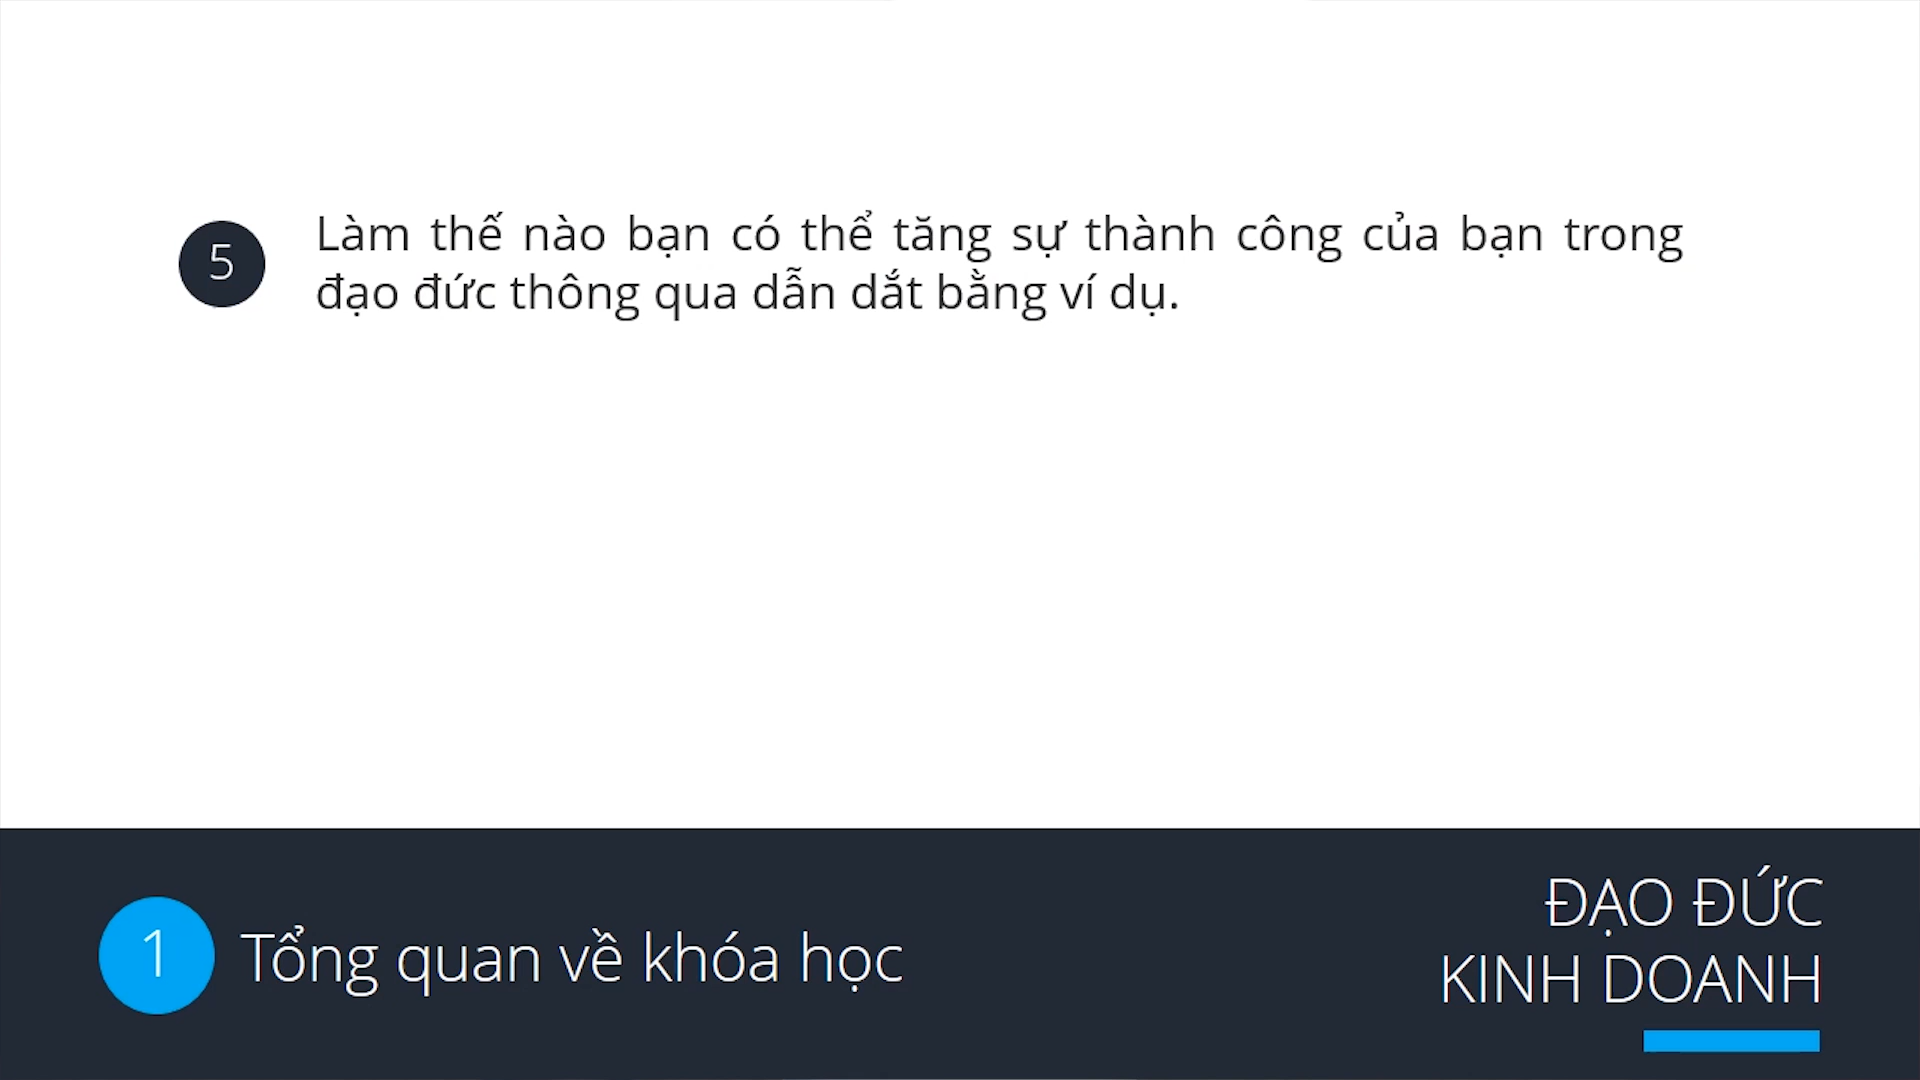 5
Làm thế nào bạn có thể tăng sự thành công của bạn trong
đạo đức thông qua dẫn dắt bằng ví dụ.
1
Tổng quan về khóa học
ĐẠO ĐỨC
KINH DOANH